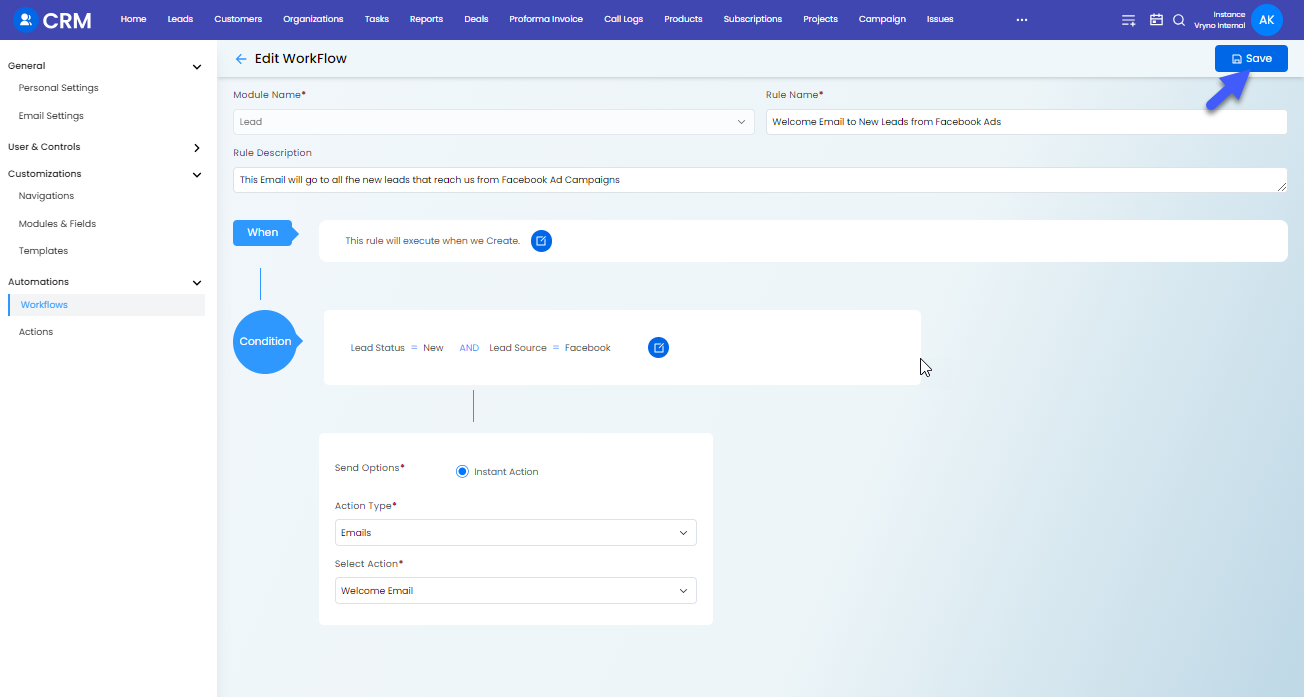 CRM Home Leads Customers Organizations Tasks Reports Deals Proforma Invoice Call Logs Products Subscriptions Projects Campaign Issues ... Instance
Vryno Internal
AK
General
Personal Settings
Email Settings
User & Controls
Customizations
Navigations
Modules & Fields
Templates
Automations
Workflows
Actions
Edit WorkFlow
Save
Module Name*
Lead
Rule Name*
Welcome Email to New Leads from Facebook Ads
Rule Description
This Email will go to all fhe new leads that reach us from Facebook Ad Campaigns
When
This rule will execute when we Create.
Condition
Lead Status = New AND Lead Source = Facebook
Send Options*
Instant Action
Action Type*
Emails
Select Action*
Welcome Email